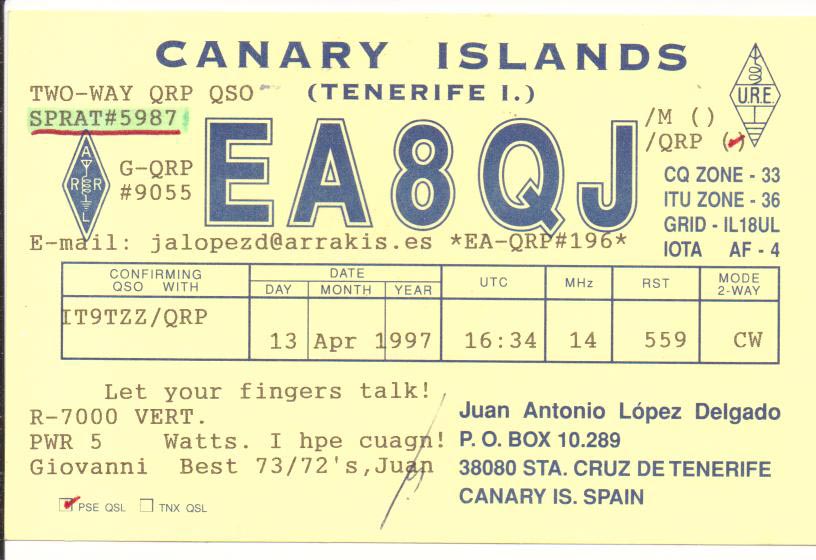 CANARY ISLANDS
TWO-WAY QRP QSO (TENERIFE I.)
SPRAT#5987
EA8QJ
U.R.E.
/M ()
/QRP ()
A R R L
G-QRP
#9055
CQ ZONE - 33
ITU ZONE - 36
GRID - IL18UL
IOTA AF - 4
E-mail: jalopezd@arrakis.es *EA-QRP#196*
CONFIRMING QSO WITH DATE DAY MONTH YEAR UTC MHz RST MODE 2-WAY
IT9TZZ/QRP 13 Apr 1997 16:34 14 559 CW
Let your fingers talk!
R-7000 VERT.
PWR 5 Watts. I hpe cuagn!
Giovanni Best 73/72's,Juan
Juan Antonio López Delgado
P. O. BOX 10.289
38080 STA. CRUZ DE TENERIFE
CANARY IS. SPAIN
PSE QSL TNX QSL